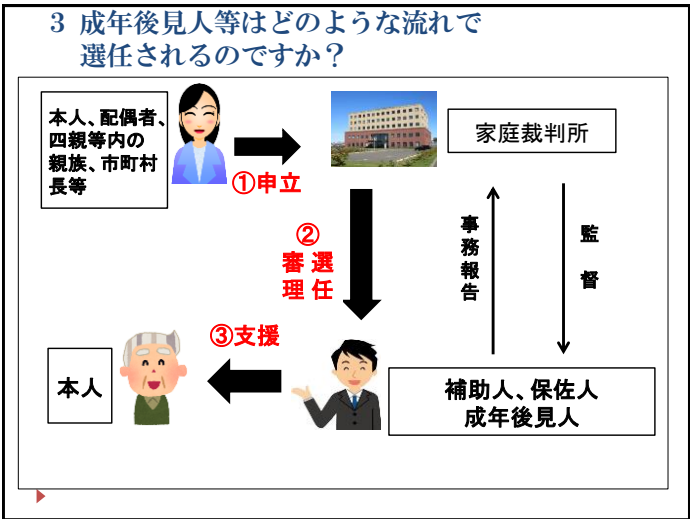 3 成年後見人等はどのような流れで
選任されるのですか？
本人、配偶者、
四親等内の
親族、市町村
長等
①申立
家庭裁判所
②
審理
選任
事務報告
監督
③支援
本人
補助人、保佐人
成年後見人